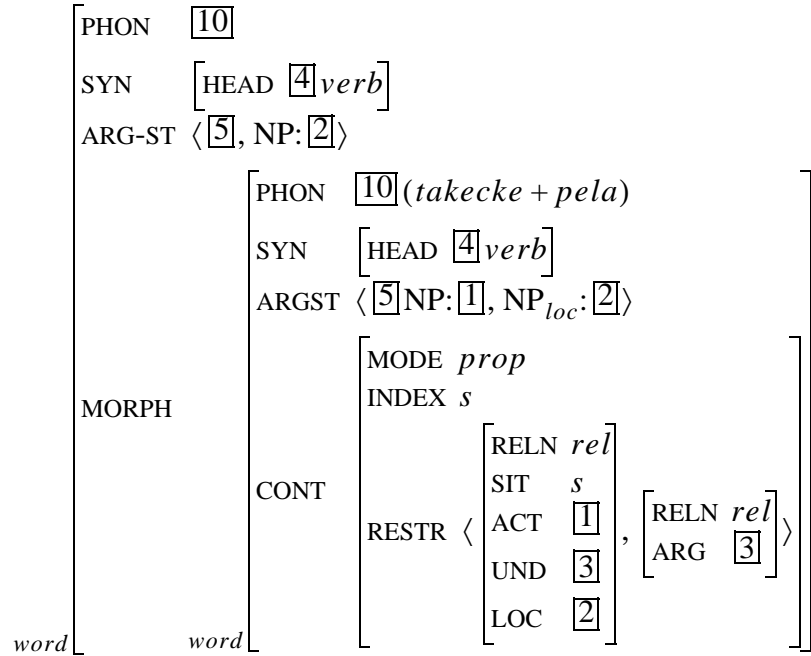 PHON 10
SYN [HEAD 4 verb]
ARG-ST ⟨ 5, NP: 2⟩
PHON 10 (takecke + pela)
SYN [HEAD 4 verb]
ARGST ⟨ 5 NP: 1, NP_loc: 2⟩
MODE prop
MORPH
INDEX s
RELN rel
CONT
SIT s
RESTR ⟨ ACT 1 , RELN rel ⟩
ARG 3
UND 3
LOC 2
word word